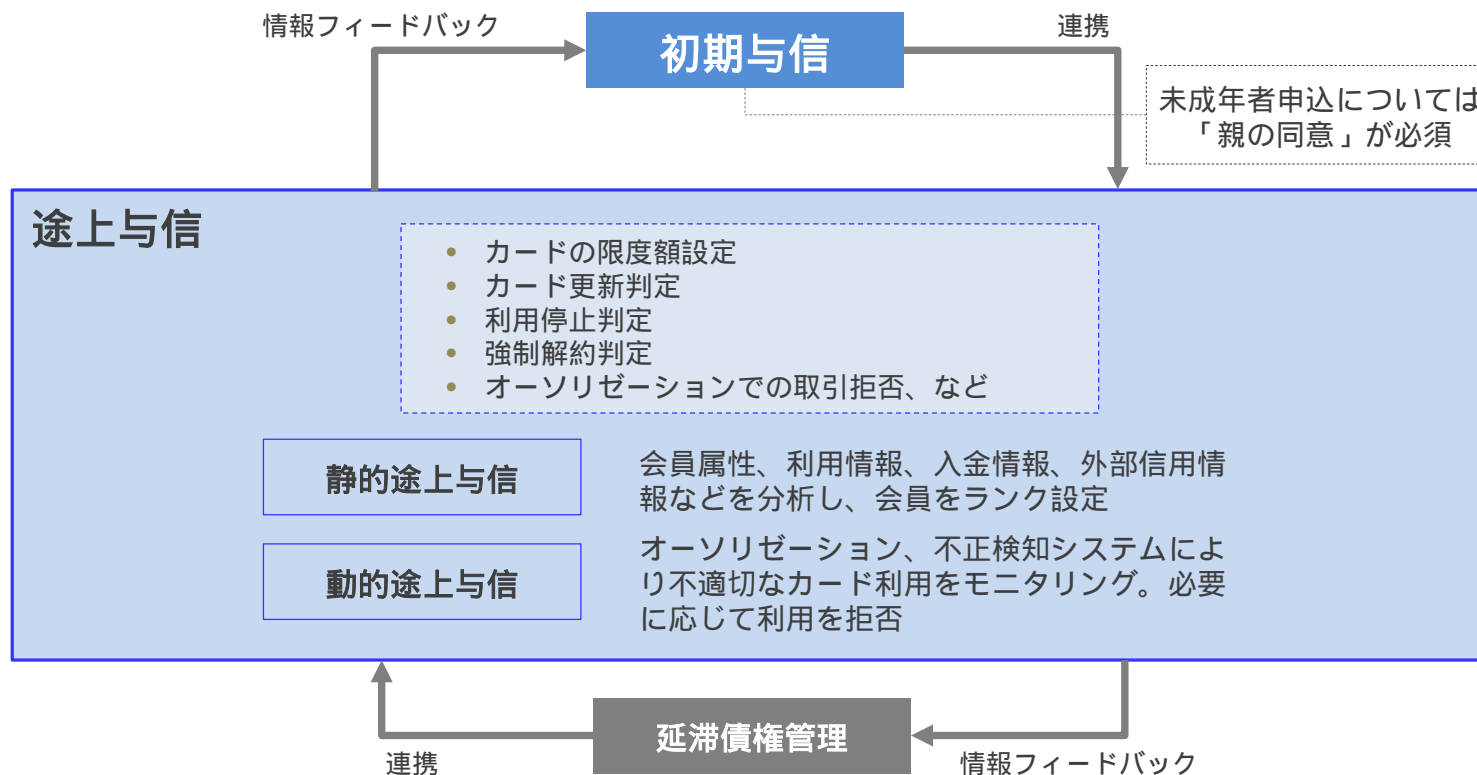 情報フィードバック
初期与信
連携
未成年者申込については
「親の同意」が必須
途上与信
• カードの限度額設定
• カード更新判定
• 利用停止判定
• 強制解約判定
• オーソリゼーションでの取引拒否、など
静的途上与信
会員属性、利用情報、入金情報、外部信用情
報などを分析し、会員をランク設定
動的途上与信
オーソリゼーション、不正検知システムによ
り不適切なカード利用をモニタリング。必要
に応じて利用を拒否
延滞債権管理
連携
情報フィードバック